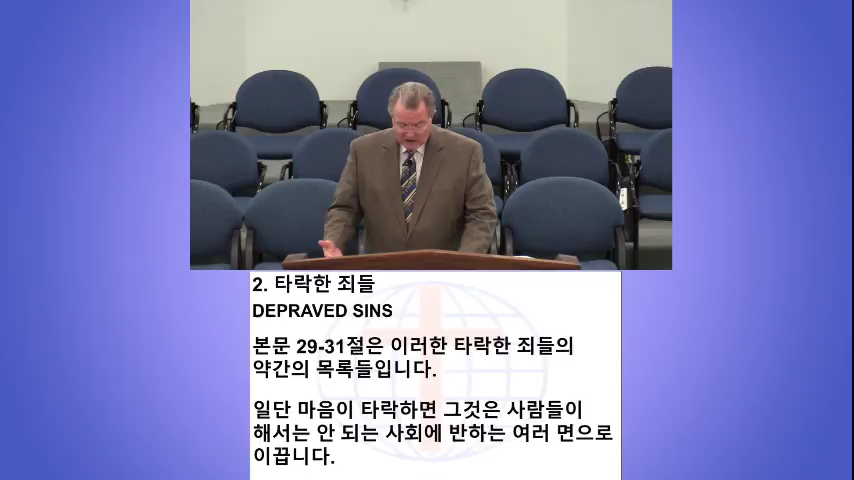 2. 타락한 죄들
DEPRAVED SINS
본문 29-31절은 이러한 타락한 죄들의
약간의 목록들입니다.
일단 마음이 타락하면 그것은 사람들이
해서는 안 되는 사회에 반하는 여러 면으로
이끕니다.